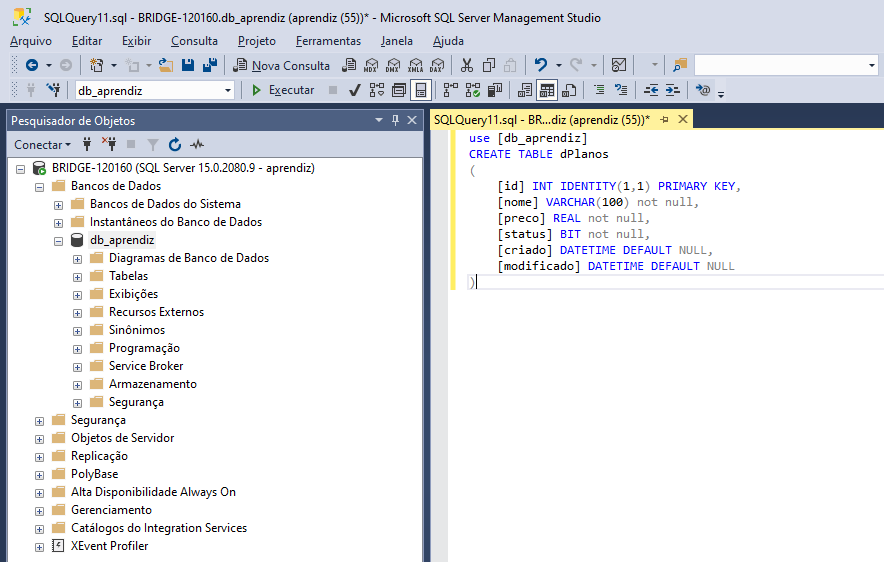 SQLQuery11.sql - BRIDGE-120160.db_aprendiz (aprendiz (55))* - Microsoft SQL Server Management Studio
Arquivo Editar Exibir Consulta Projeto Ferramentas Janela Ajuda
Nova Consulta MDX DMX XMLA DAX
db_aprendiz Executar
Pesquisador de Objetos
Conectar
BRIDGE-120160 (SQL Server 15.0.2080.9 - aprendiz)
Bancos de Dados
Bancos de Dados do Sistema
Instantâneos do Banco de Dados
db_aprendiz
Diagramas de Banco de Dados
Tabelas
Exibições
Recursos Externos
Sinônimos
Programação
Service Broker
Armazenamento
Segurança
Segurança
Objetos de Servidor
Replicação
PolyBase
Alta Disponibilidade Always On
Gerenciamento
Catálogos do Integration Services
XEvent Profiler
SQLQuery11.sql - BR...diz (aprendiz (55))*
use [db_aprendiz]
CREATE TABLE dPlanos
(
[id] INT IDENTITY(1,1) PRIMARY KEY,
[nome] VARCHAR(100) not null,
[preco] REAL not null,
[status] BIT not null,
[criado] DATETIME DEFAULT NULL,
[modificado] DATETIME DEFAULT NULL
)